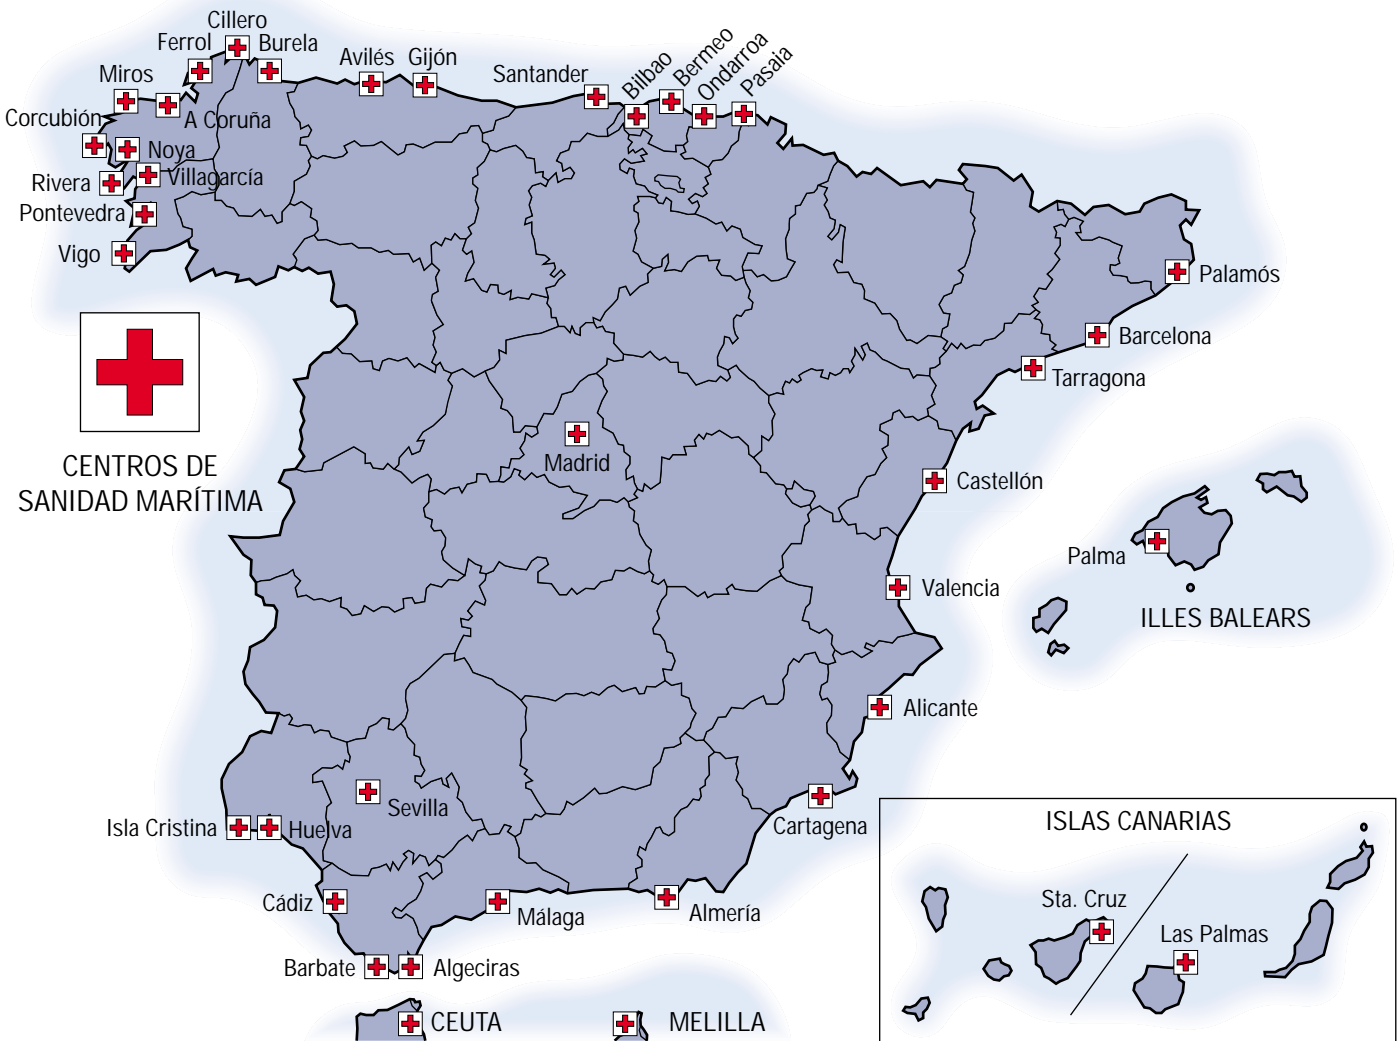 Cillero
Ferrol
Burela
Avilés
Gijón
Santander
Bilbao
Bermeo
Ondarroa
Pasaia
Miros
A Coruña
Corcubión
Noya
Rivera
Villagarcía
Pontevedra
Vigo
Palamós
Barcelona
Tarragona
CENTROS DE
SANIDAD MARÍTIMA
Madrid
Castellón
Palma
Valencia
ILLES BALEARS
Alicante
Sevilla
Isla Cristina
Huelva
Cartagena
ISLAS CANARIAS
Cádiz
Málaga
Almería
Sta. Cruz
Las Palmas
Barbate
Algeciras
CEUTA
MELILLA